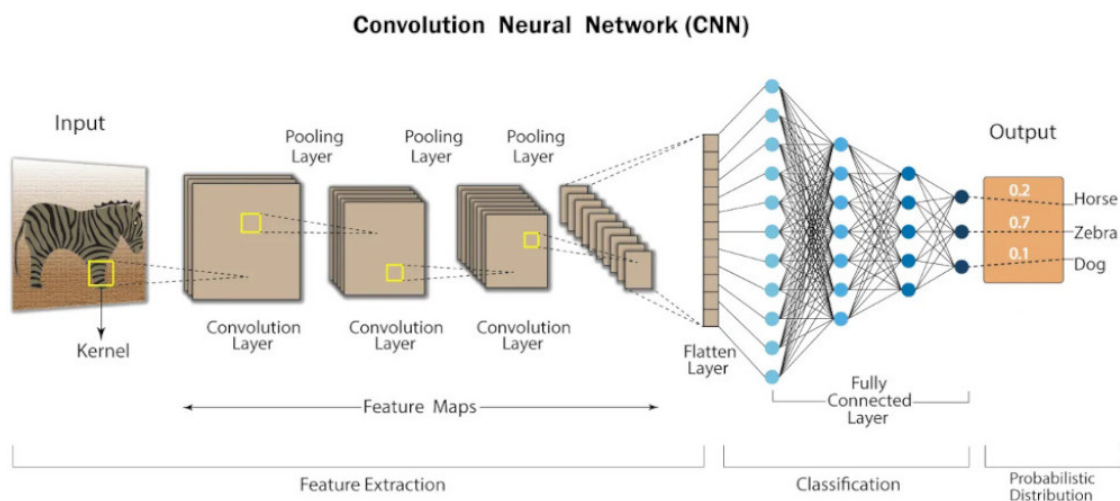 Convolution Neural Network (CNN)
Input
Kernel
Pooling
Layer
Pooling
Layer
Pooling
Layer
Convolution
Layer
Convolution
Layer
Convolution
Layer
Flatten
Layer
Feature Maps
Fully
Connected
Layer
Output
0.2
Horse
0.7
Zebra
0.1
Dog
Feature Extraction
Classification
Probabilistic
Distribution